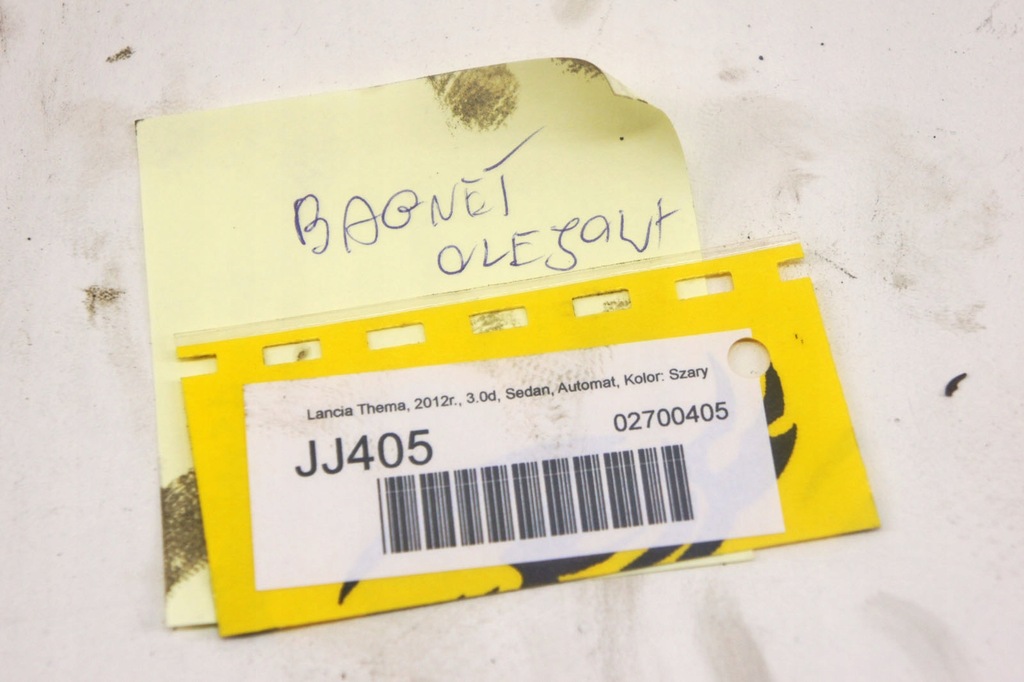 BAGNET
OLEJOWY
Lancia Thema, 2012r., 3.0d, Sedan, Automat, Kolor: Szary
JJ405
02700405